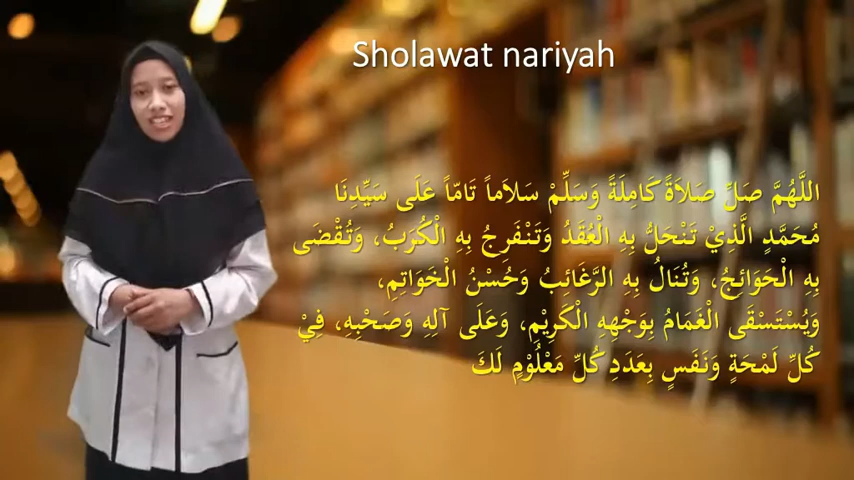 Sholawat nariyah
اللَّهُمَّ صَلِّ صَلاَةً كَامِلَةً وَسَلِّمْ سَلاَماً تَامّاً عَلَى سَيِّدِنَا
مُحَمَّدٍ الَّذِيْ تَنْحَلُّ بِهِ الْعُقَدُ وَتَنْفَرِجُ بِهِ الْكُرَبُ، وَتُقْضَى
بِهِ الْحَوَائِجُ، وَتُنَالُ بِهِ الرَّغَائِبُ وَحُسْنُ الْخَوَاتِمِ،
وَيُسْتَسْقَى الْغَمَامُ بِوَجْهِهِ الْكَرِيْمِ، وَعَلَى آلِهِ وَصَحْبِهِ، فِيْ
كُلِّ لَمْحَةٍ وَنَفَسٍ بِعَدَدِ كُلِّ مَعْلُوْمٍ لَكَ